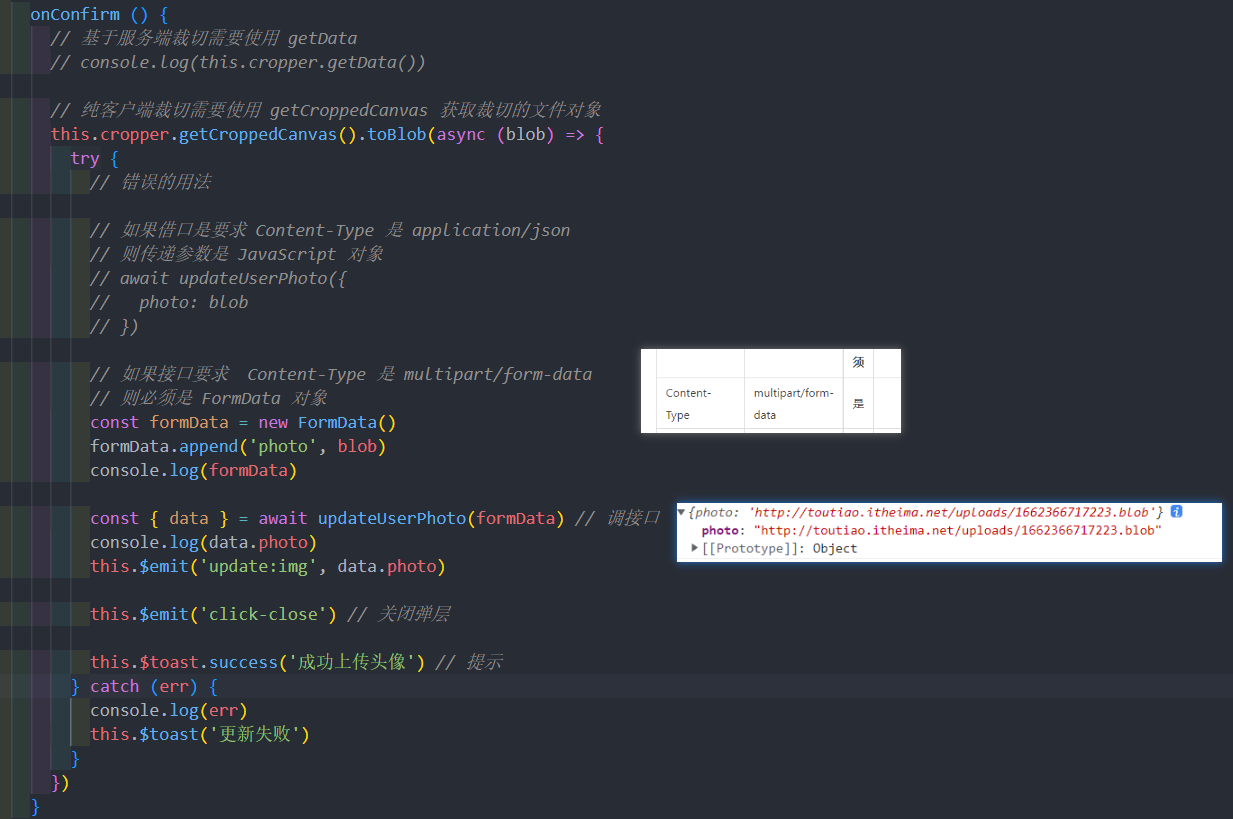 onConfirm () {
// 基于服务端裁切需要使用 getData
// console.log(this.cropper.getData())
// 纯客户端裁切需要使用 getCroppedCanvas 获取裁切的文件对象
this.cropper.getCroppedCanvas().toBlob(async (blob) => {
try {
// 错误的用法
// 如果借口是要求 Content-Type 是 application/json
// 则传递参数是 JavaScript 对象
// await updateUserPhoto({
//   photo: blob
// })
// 如果接口要求  Content-Type 是 multipart/form-data
// 则必须是 FormData 对象
const formData = new FormData()
formData.append('photo', blob)
console.log(formData)
须
Content-
Type
multipart/form-
data
是
const { data } = await updateUserPhoto(formData) // 调接口
console.log(data.photo)
this.$emit('update:img', data.photo)
{photo: 'http://toutiao.itheima.net/uploads/1662366717223.blob'}
photo: "http://toutiao.itheima.net/uploads/1662366717223.blob"
[[Prototype]]: Object
this.$emit('click-close') // 关闭弹层
this.$toast.success('成功上传头像') // 提示
} catch (err) {
console.log(err)
this.$toast('更新失败')
}
})
}